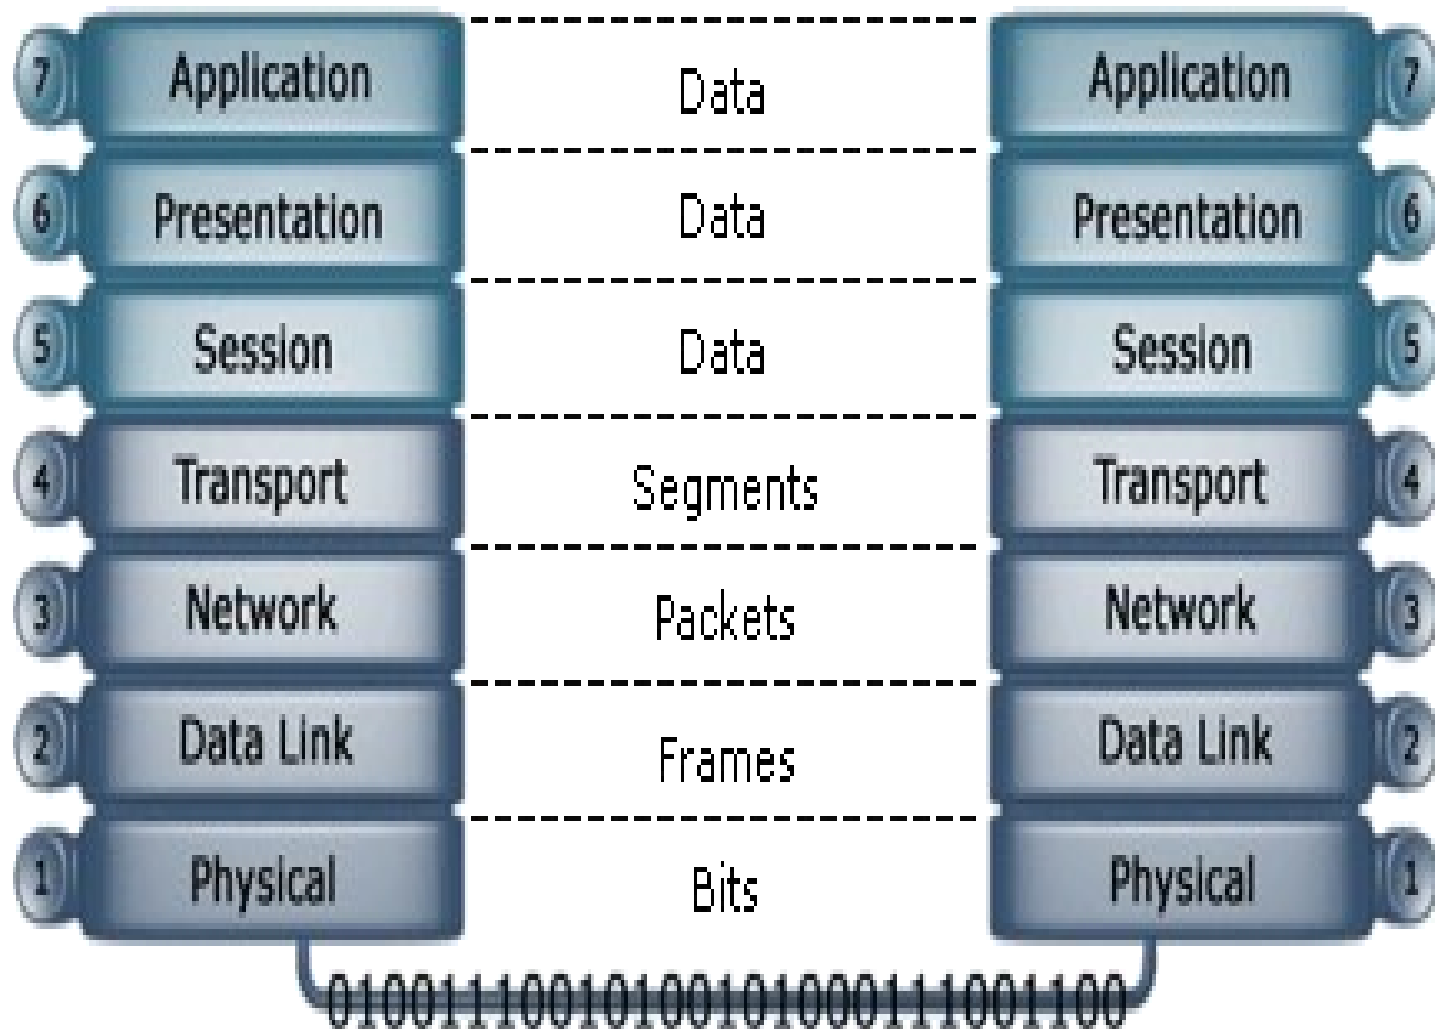 7 Application Data Application 7
6 Presentation Data Presentation 6
5 Session Data Session 5
4 Transport Segments Transport 4
3 Network Packets Network 3
2 Data Link Frames Data Link 2
1 Physical Bits Physical 1
01001110010100101000111001100